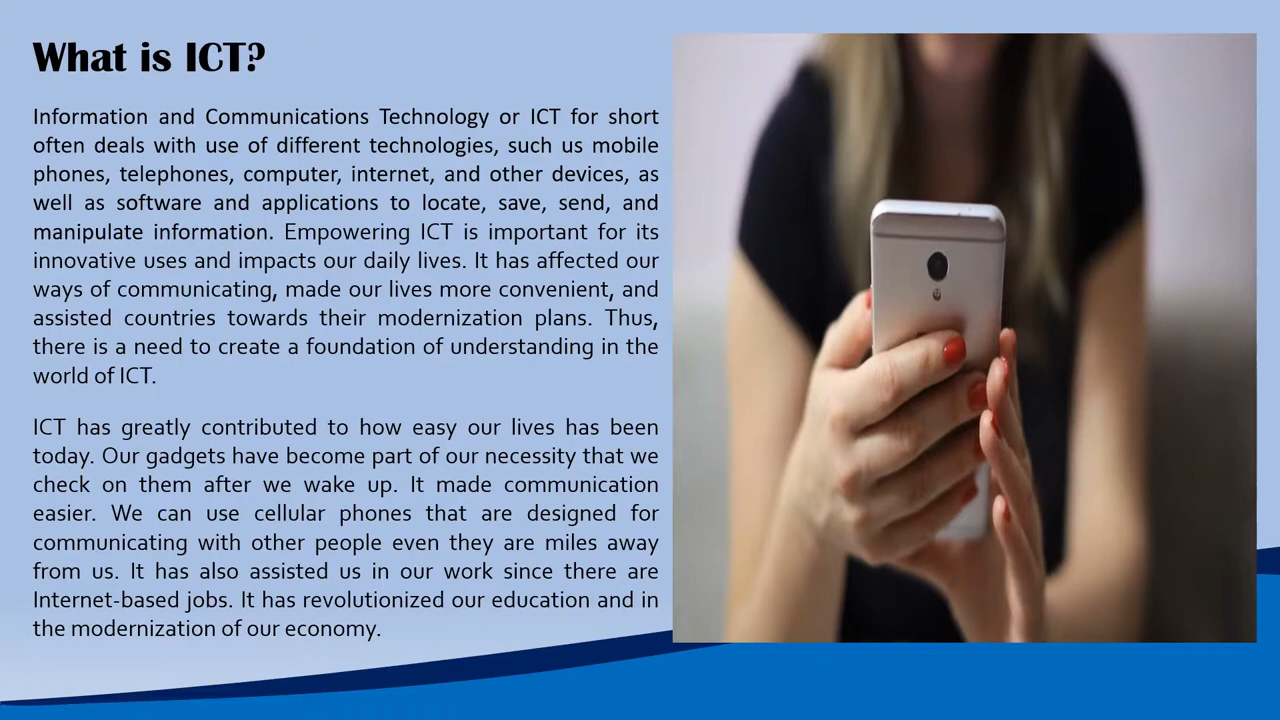 What is ICT?
Information and Communications Technology or ICT for short
often deals with use of different technologies, such us mobile
phones, telephones, computer, internet, and other devices, as
well as software and applications to locate, save, send, and
manipulate information. Empowering ICT is important for its
innovative uses and impacts our daily lives. It has affected our
ways of communicating, made our lives more convenient, and
assisted countries towards their modernization plans. Thus,
there is a need to create a foundation of understanding in the
world of ICT.
ICT has greatly contributed to how easy our lives has been
today. Our gadgets have become part of our necessity that we
check on them after we wake up. It made communication
easier. We can use cellular phones that are designed for
communicating with other people even they are miles away
from us. It has also assisted us in our work since there are
Internet-based jobs. It has revolutionized our education and in
the modernization of our economy.